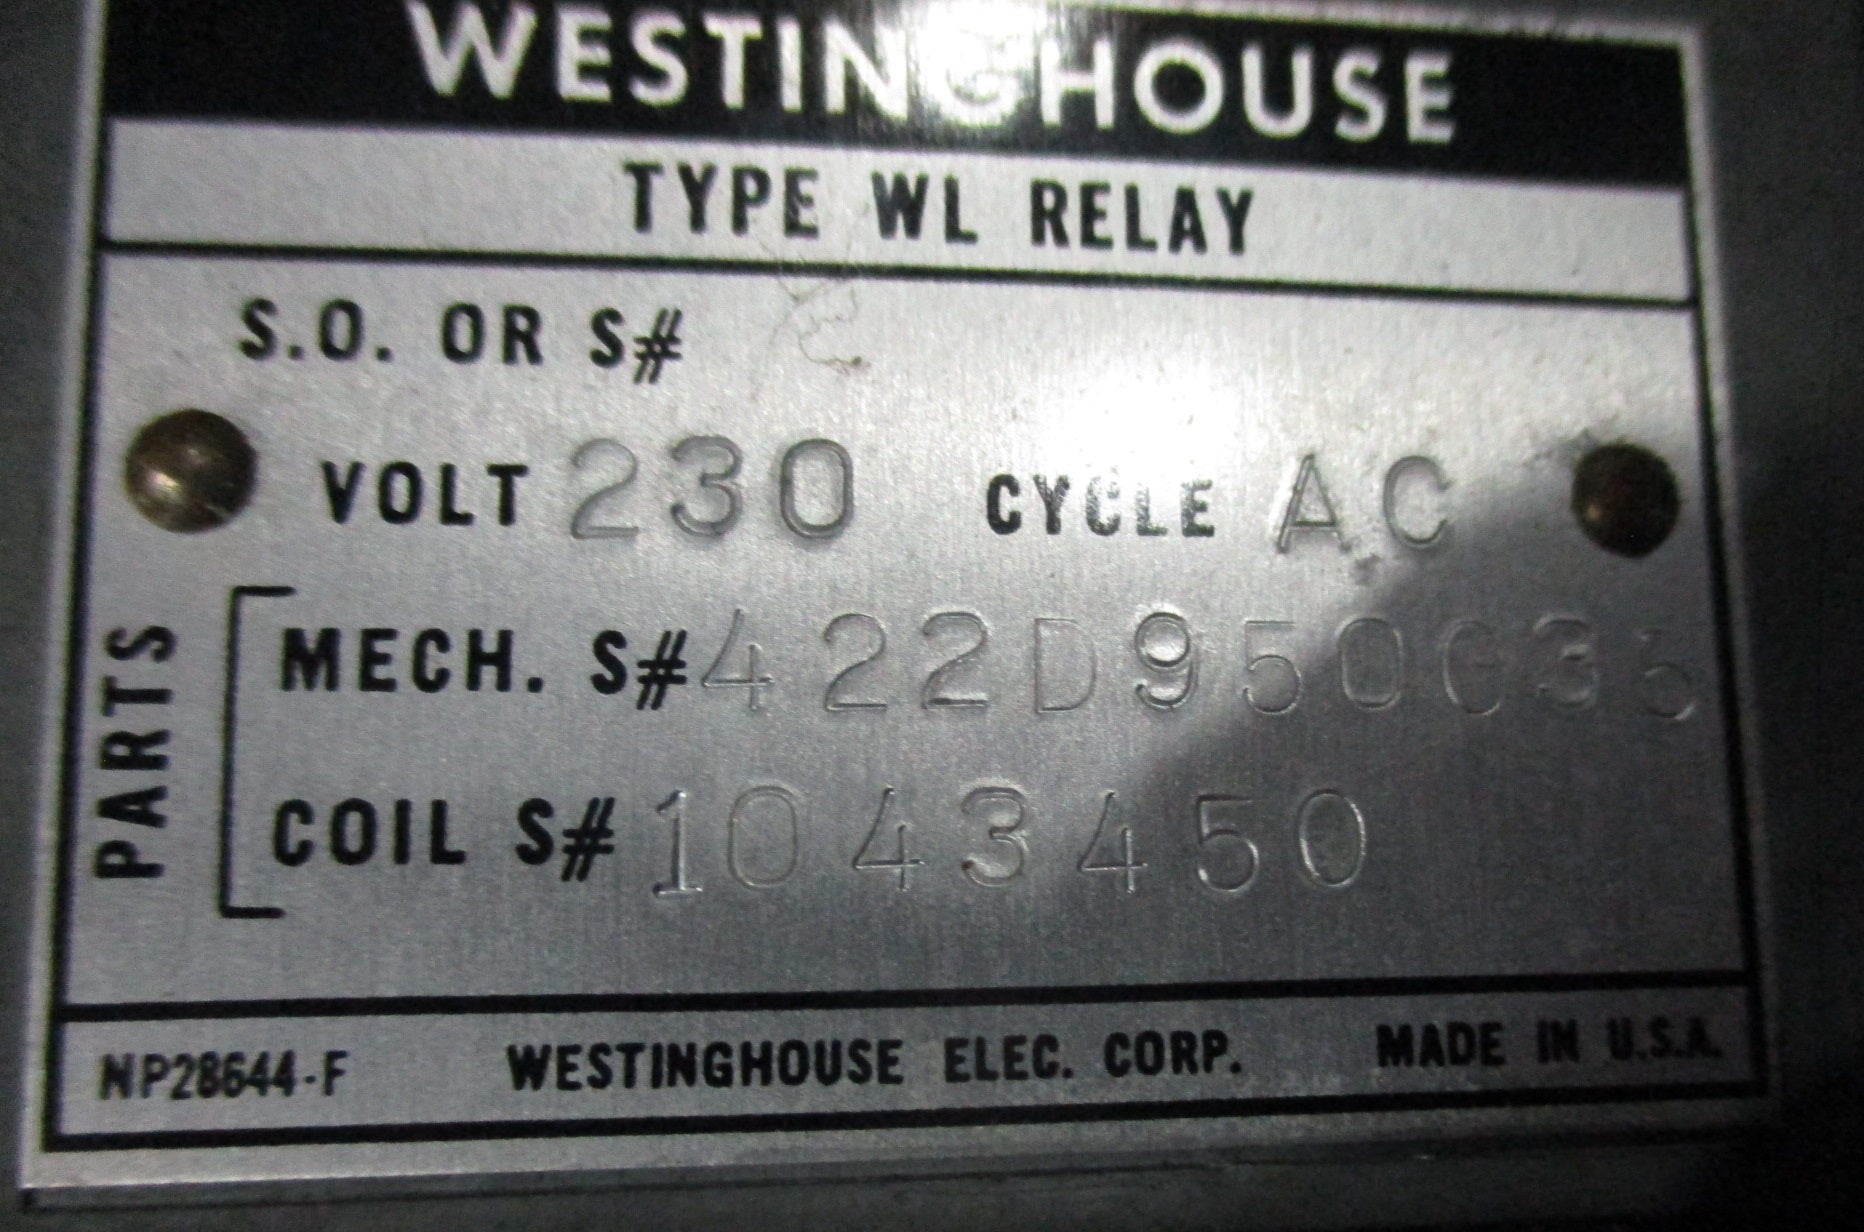 WESTINGHOUSE
TYPE WL RELAY
S.O. OR S#
VOLT 230 CYCLE AC
PARTS
MECH. S# 422D950G35
COIL S# 1043450
NP28644-F WESTINGHOUSE ELEC. CORP. MADE IN U.S.A.